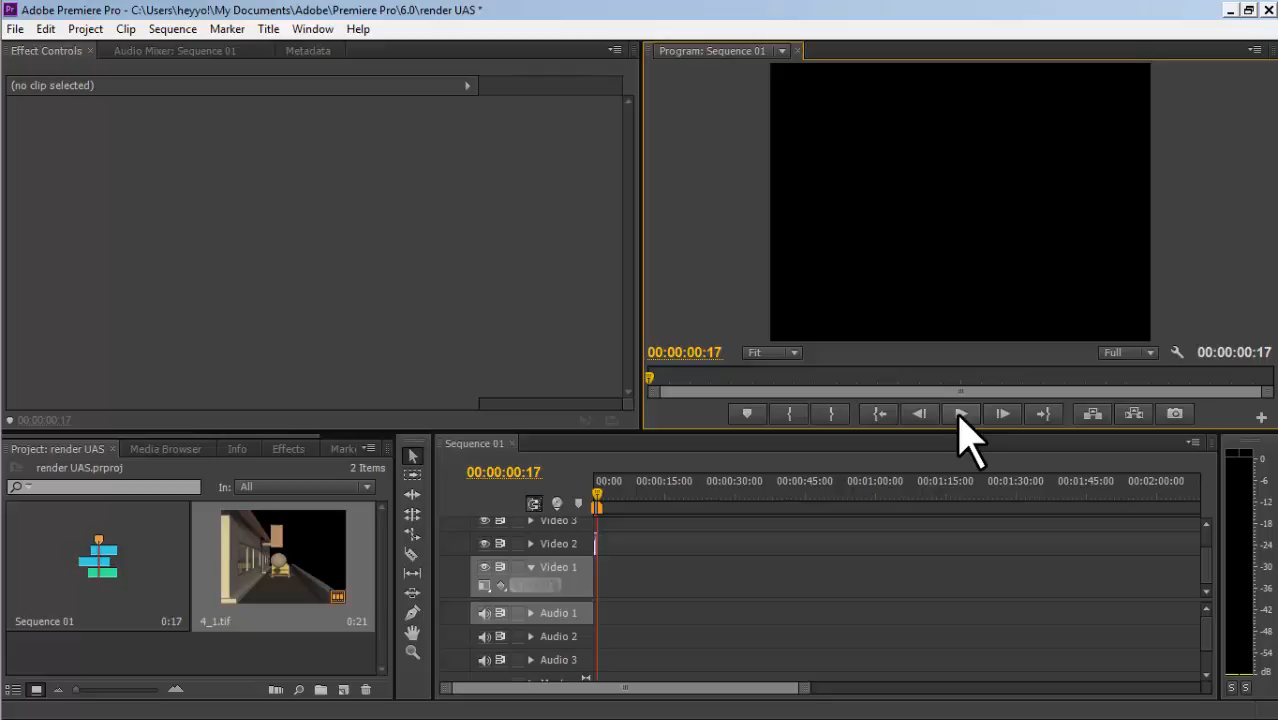 Adobe Premiere Pro - C:\Users\heyyo!\My Documents\Adobe\Premiere Pro\6.0\render UAS *
File Edit Project Clip Sequence Marker Title Window Help
Effect Controls Audio Mixer: Sequence 01 Metadata
Program: Sequence 01
(no clip selected)
00:00:00:17 Fit Full 00:00:00:17
00:00:00:17
Project: render UAS Media Browser Info Effects Marke
render UAS.prproj 2 Items
In: All
Sequence 01 0:17
4_1.tif 0:21
Sequence 01
00:00:00:17
00:00 00:00:15:00 00:00:30:00 00:00:45:00 00:01:00:00 00:01:15:00 00:01:30:00 00:01:45:00 00:02:00:00
Video 3
Video 2
Video 1
Audio 1
Audio 2
Audio 3
0
-6
-12
-18
-24
-30
-36
-42
-48
-54
dB
S S